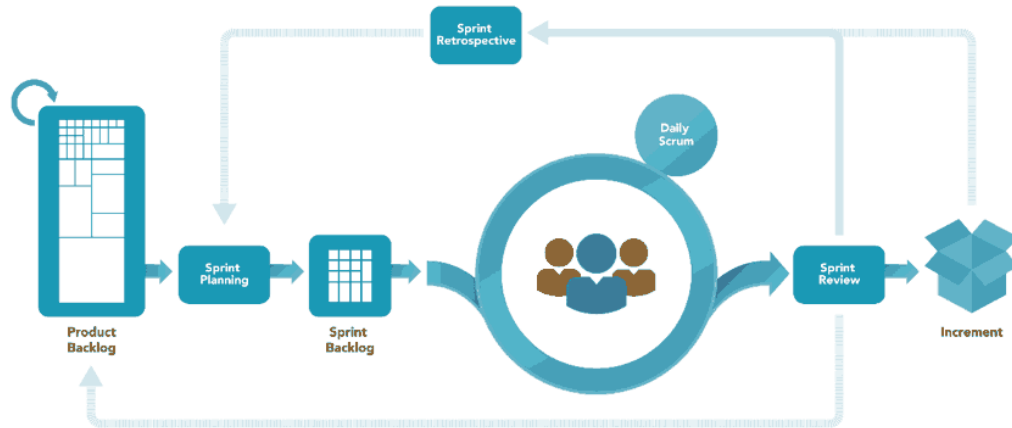 Sprint
Retrospective
Daily
Scrum
Sprint
Planning
Sprint
Review
Product
Backlog
Sprint
Backlog
Increment